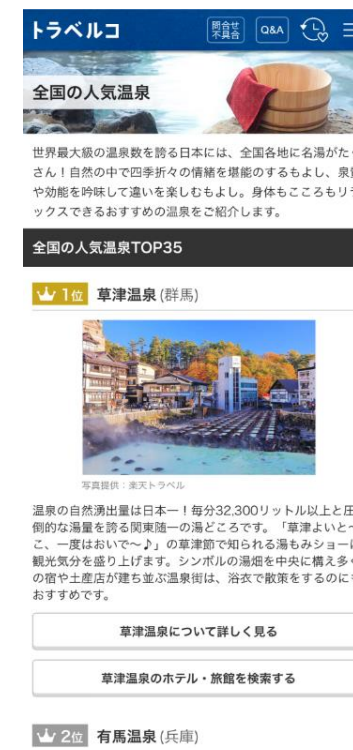 トラベルコ
問合せ
不具合
Q&A
全国の人気温泉
世界最大級の温泉数を誇る日本には、全国各地に名湯がた
さん！自然の中で四季折々の情緒を堪能のするもよし、泉
や効能を吟味して違いを楽しむもよし。身体もこころもリ
ックスできるおすすめの温泉をご紹介します。
全国の人気温泉TOP35
1位 草津温泉 (群馬)
写真提供：楽天トラベル
温泉の自然湧出量は日本一！毎分32,300リットル以上と圧
倒的な湯量を誇る関東随一の湯どころです。「草津よいと〜
こ、一度はおいで〜♪」の草津節で知られる湯もみショー
観光気分を盛り上げます。シンボルの湯畑を中央に構え多
の宿や土産店が建ち並ぶ温泉街は、浴衣で散策をするのに
おすすめです。
草津温泉について詳しく見る
草津温泉のホテル・旅館を検索する
2位 有馬温泉 (兵庫)